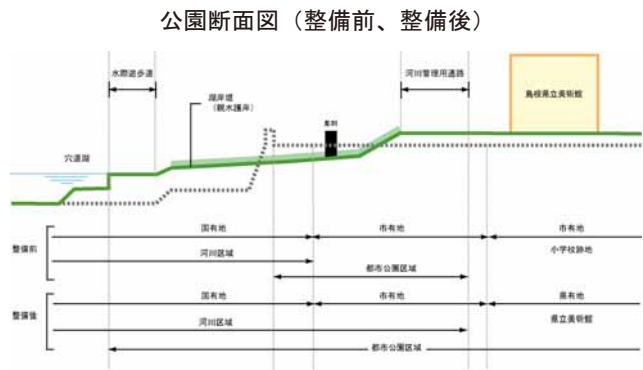 公園断面図（整備前、整備後）
水際遊歩道
河川管理用通路
湖岸堤
（親水護岸）
彫刻
島根県立美術館
宍道湖
国有地
市有地
市有地
整備前
小学校跡地
河川区域
都市公園区域
国有地
市有地
県有地
整備後
県立美術館
河川区域
都市公園区域